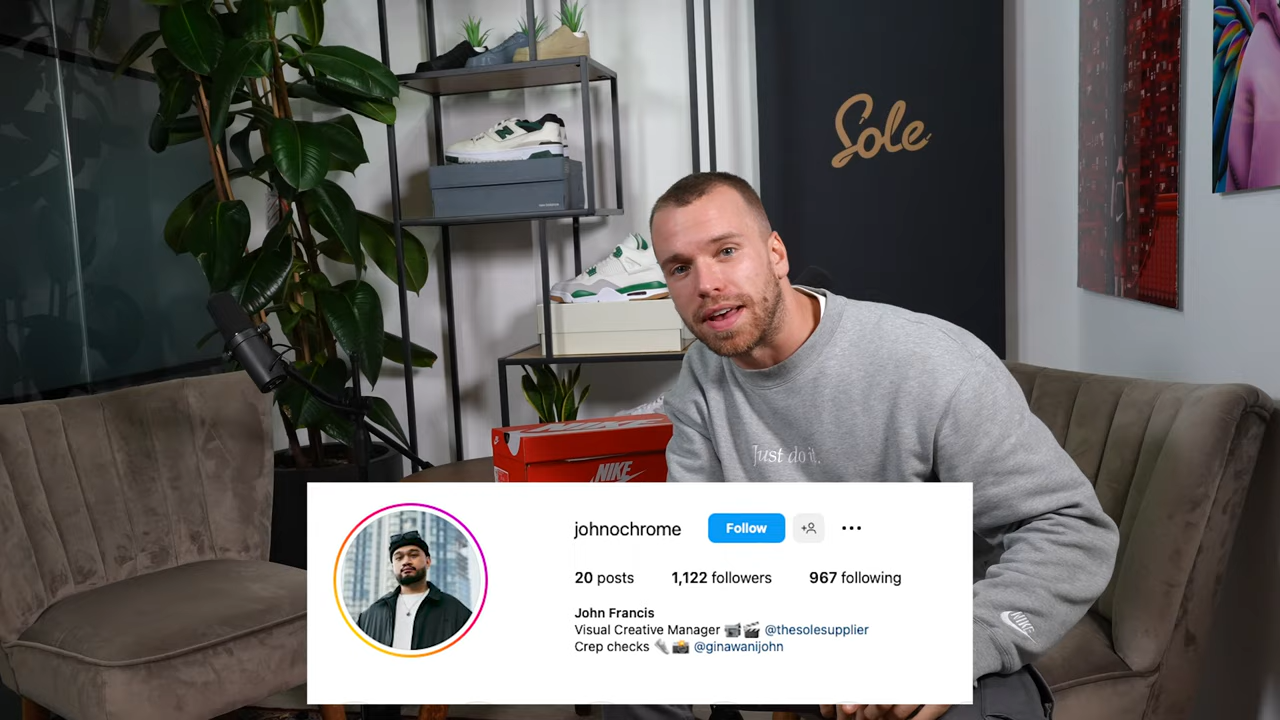 Sole
Just do it.
NIKE
johnochrome
Follow
20 posts
1,122 followers
967 following
John Francis
Visual Creative Manager 📹🎬 @thesolesupplier
Crep checks 👟📸 @ginawanijohn
NIKE